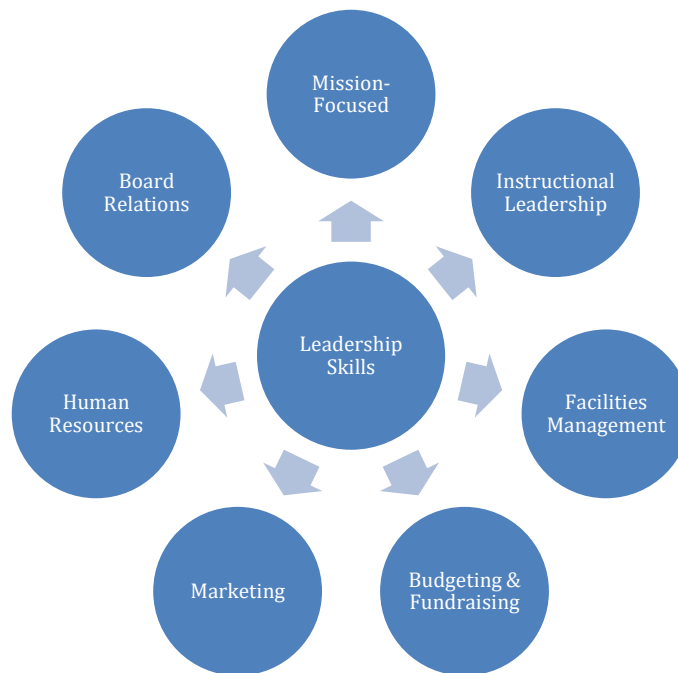 Mission-
Focused
Instructional
Leadership
Facilities
Management
Budgeting &
Fundraising
Marketing
Human
Resources
Board
Relations
Leadership
Skills